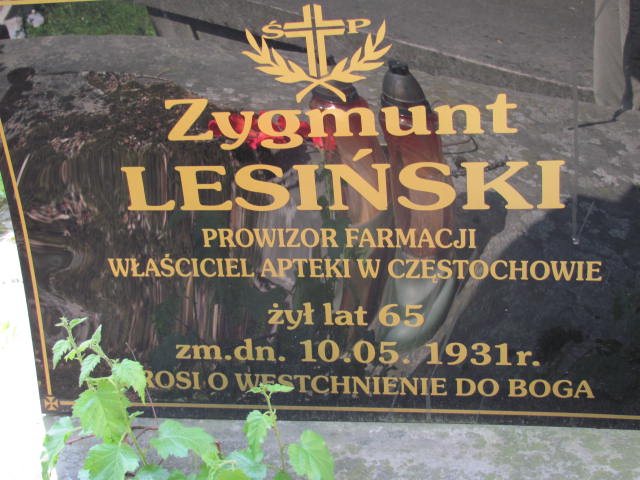 Ś P
Zygmunt
LESIŃSKI
PROWIZOR FARMACJI
WŁAŚCICIEL APTEKI W CZĘSTOCHOWIE
żył lat 65
zm.dn. 10.05. 1931r.
ROSI O WESTCHNIENIE DO BOGA